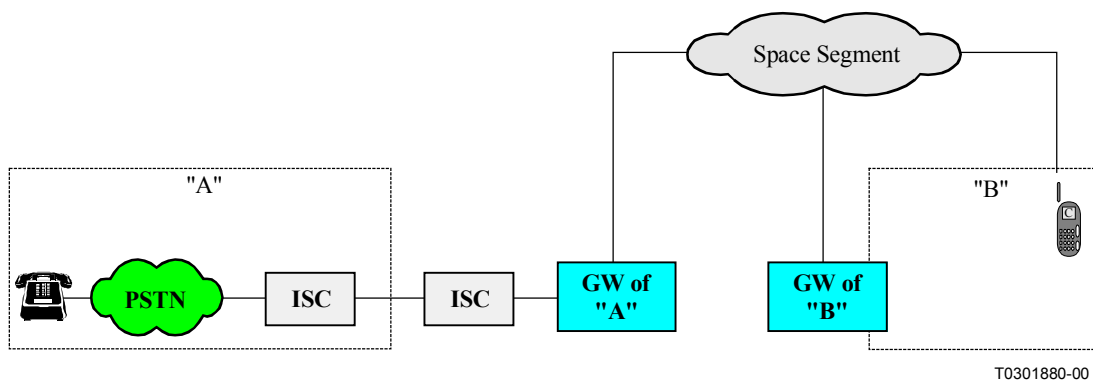 Space Segment
"A"
"B"
C
PSTN
ISC
ISC
GW of
"A"
GW of
"B"
T0301880-00